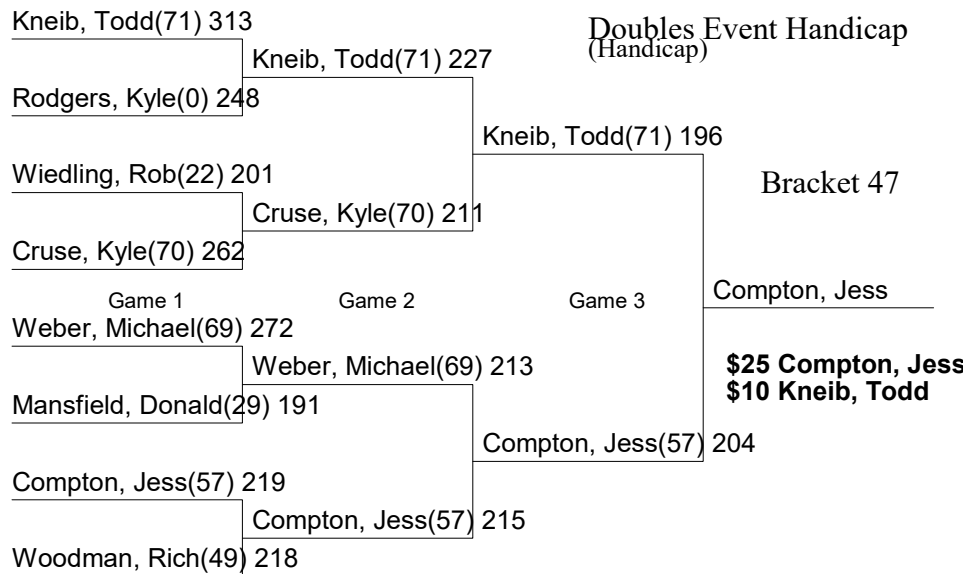 Kneib, Todd(71) 313
Doubles Event Handicap
(Handicap)
Kneib, Todd(71) 227
Rodgers, Kyle(0) 248
Kneib, Todd(71) 196
Wiedling, Rob(22) 201
Bracket 47
Cruse, Kyle(70) 211
Cruse, Kyle(70) 262
Game 1
Game 2
Game 3
Compton, Jess
Weber, Michael(69) 272
Weber, Michael(69) 213
$25 Compton, Jess
$10 Kneib, Todd
Mansfield, Donald(29) 191
Compton, Jess(57) 204
Compton, Jess(57) 219
Compton, Jess(57) 215
Woodman, Rich(49) 218